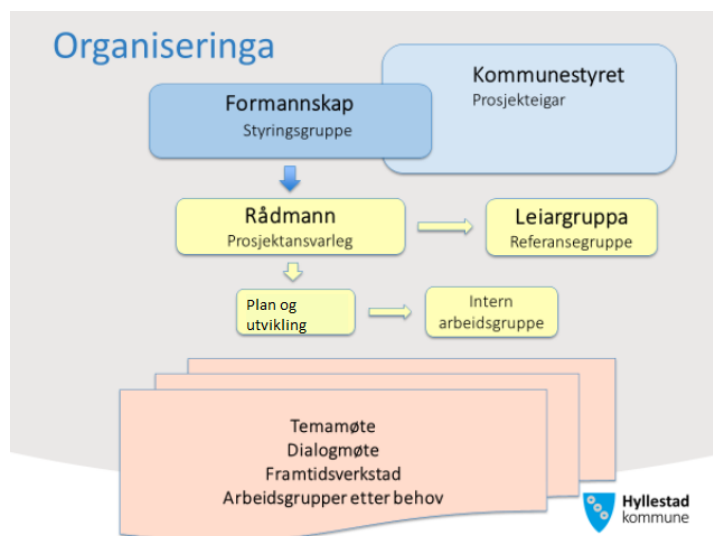 Organiseringa
Kommunestyret
Prosjekteigar
Formannskap
Styringsgruppe
Rådmann
Prosjektansvarleg
Leiargruppa
Referansegruppe
Plan og
utvikling
Intern
arbeidsgruppe
Temamøte
Dialogmøte
Framtidsverkstad
Arbeidsgrupper etter behov
Hyllestad
kommune